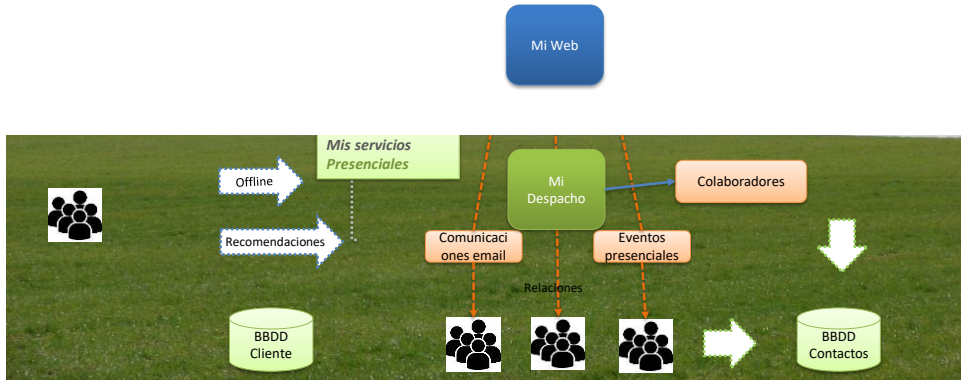 Mi Web
Mis servicios
Presenciales
Offline
Mi
Despacho
Colaboradores
Recomendaciones
Comunicaci
ones email
Eventos
presenciales
Relaciones
BBDD
Cliente
BBDD
Contactos